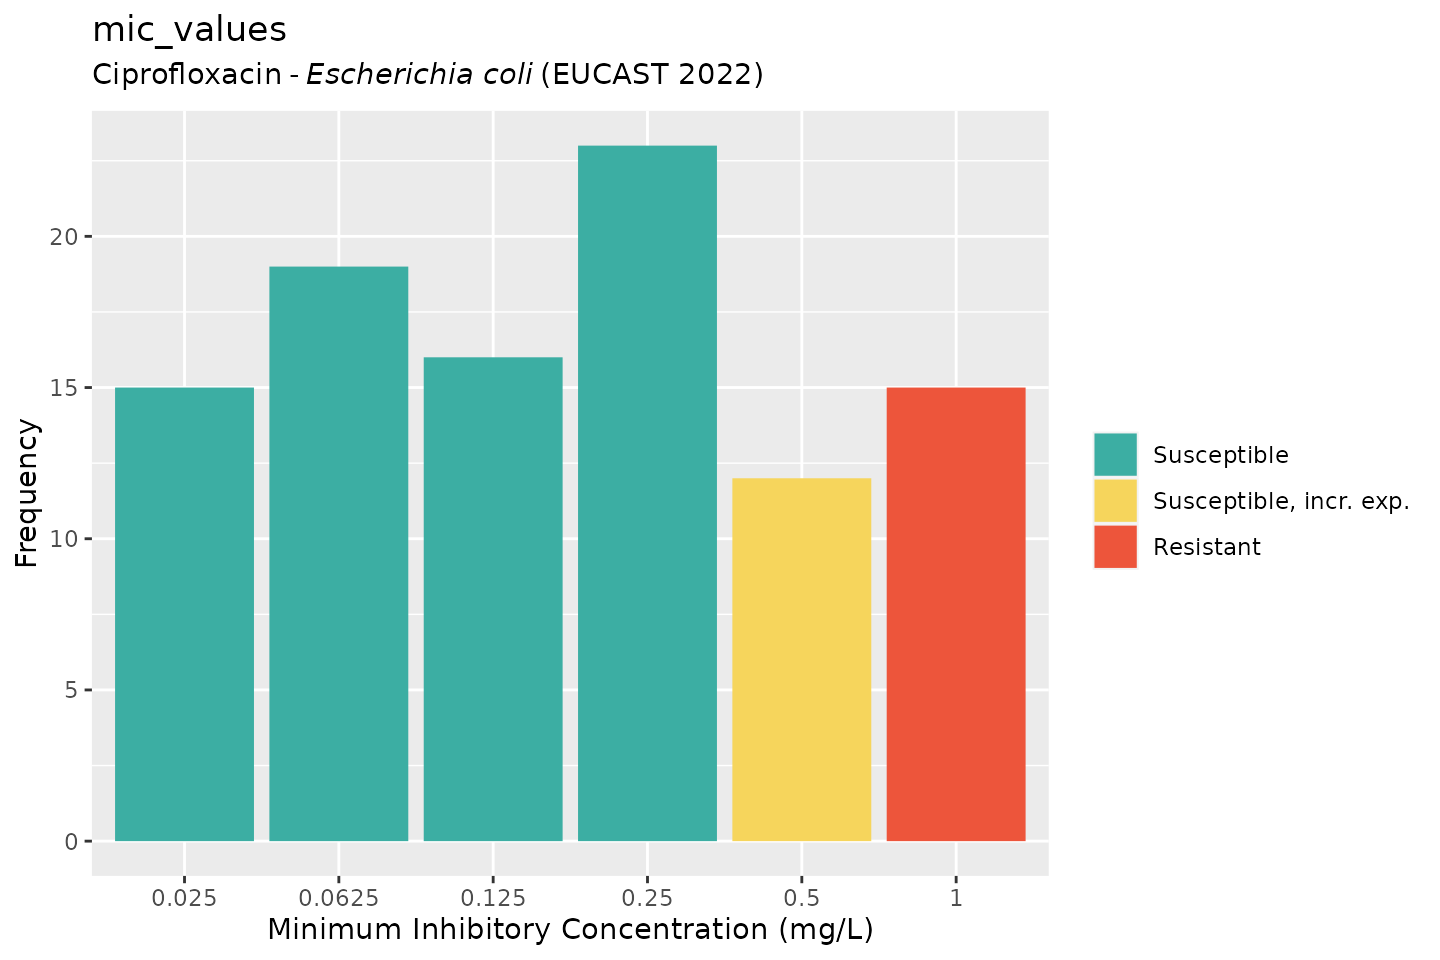 mic_values
Ciprofloxacin - Escherichia coli (EUCAST 2022)
Frequency
20
15
10
5
0
0.025 0.0625 0.125 0.25 0.5 1
Minimum Inhibitory Concentration (mg/L)
Susceptible
Susceptible, incr. exp.
Resistant